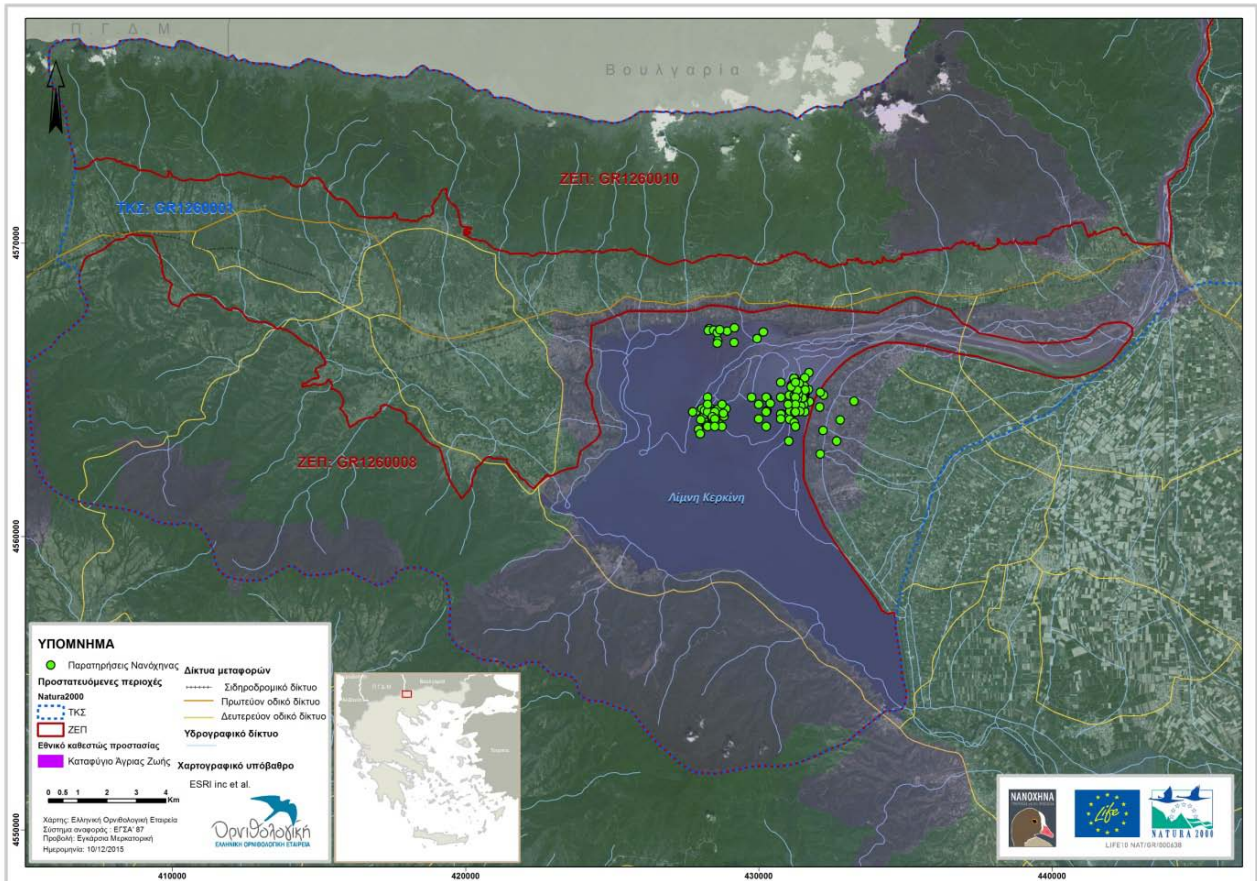 Π.Γ.Δ.Μ.
Βουλγαρία
ΖΕΠ: GR1260010
ΤΚΣ: GR1260001
ΖΕΠ: GR1260008
Λίμνη Κερκίνη
4570000
4560000
4550000
410000
420000
430000
440000
ΥΠΟΜΝΗΜΑ
Παρατηρήσεις Νανόχηνας
Προστατευόμενες περιοχές
Natura2000
ΤΚΣ
ΖΕΠ
Εθνικό καθεστώς προστασίας
Καταφύγιο Άγριας Ζωής
Δίκτυα μεταφορών
Σιδηροδρομικό δίκτυο
Πρωτεύον οδικό δίκτυο
Δευτερεύον οδικό δίκτυο
Υδρογραφικό δίκτυο
Χαρτογραφικό υπόβαθρο
ESRI inc et al.
0 0.5 1 2 3 4
Km
Χάρτης: Ελληνική Ορνιθολογική Εταιρεία
Σύστημα αναφοράς : ΕΓΣΑ' 87
Προβολή: Εγκάρσια Μερκατορική
Ημερομηνία: 10/12/2015
Ορνιθολογική
ΕΛΛΗΝΙΚΗ ΟΡΝΙΘΟΛΟΓΙΚΗ ΕΤΑΙΡΕΙΑ
Π.Γ.Δ.Μ
Βουλγαρία
Τουρκία
ΝΑΝΟΧΗΝΑ
Life
NATURA 2000
LIFE10 NAT/GR/000638